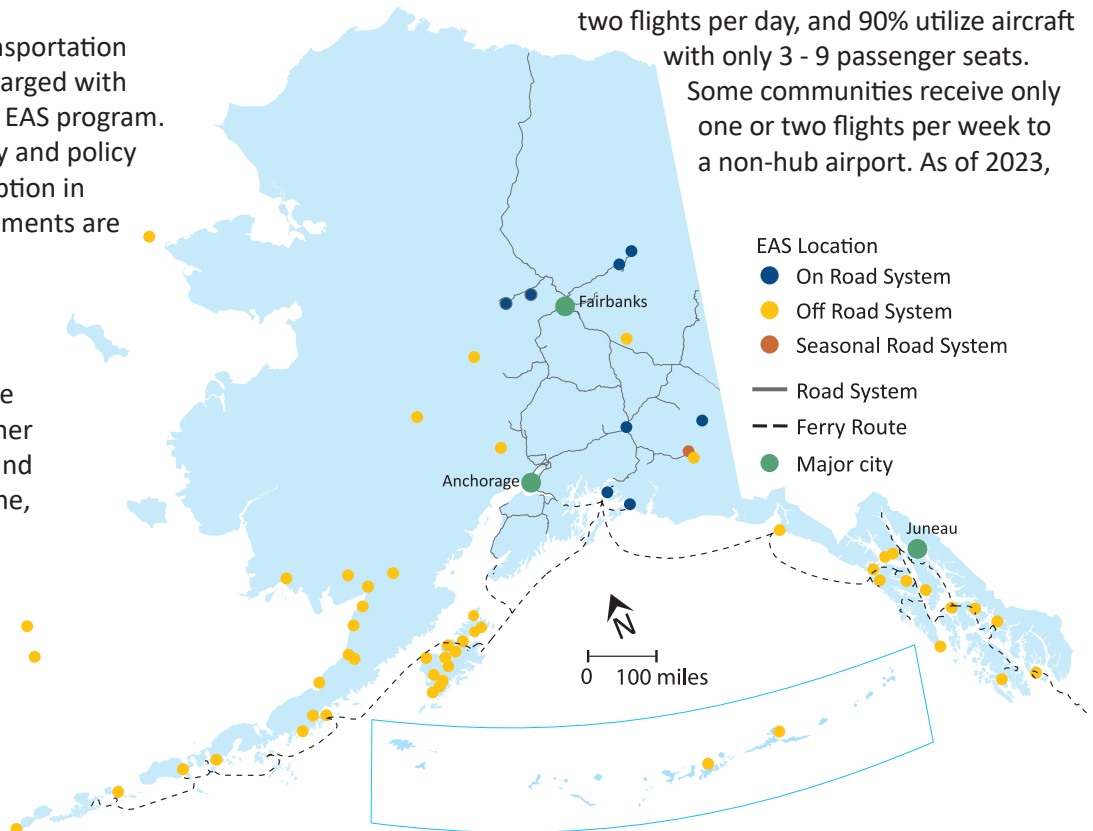 nsportation
arged with
EAS program.
y and policy
ption in
ments are
e
her
nd
ne,
two flights per day, and 90% utilize aircraft
with only 3 - 9 passenger seats.
Some communities receive only
one or two flights per week to
a non-hub airport. As of 2023,
EAS Location
On Road System
Off Road System
Seasonal Road System
Road System
Ferry Route
Major city
Fairbanks
Anchorage
Juneau
N
0 100 miles